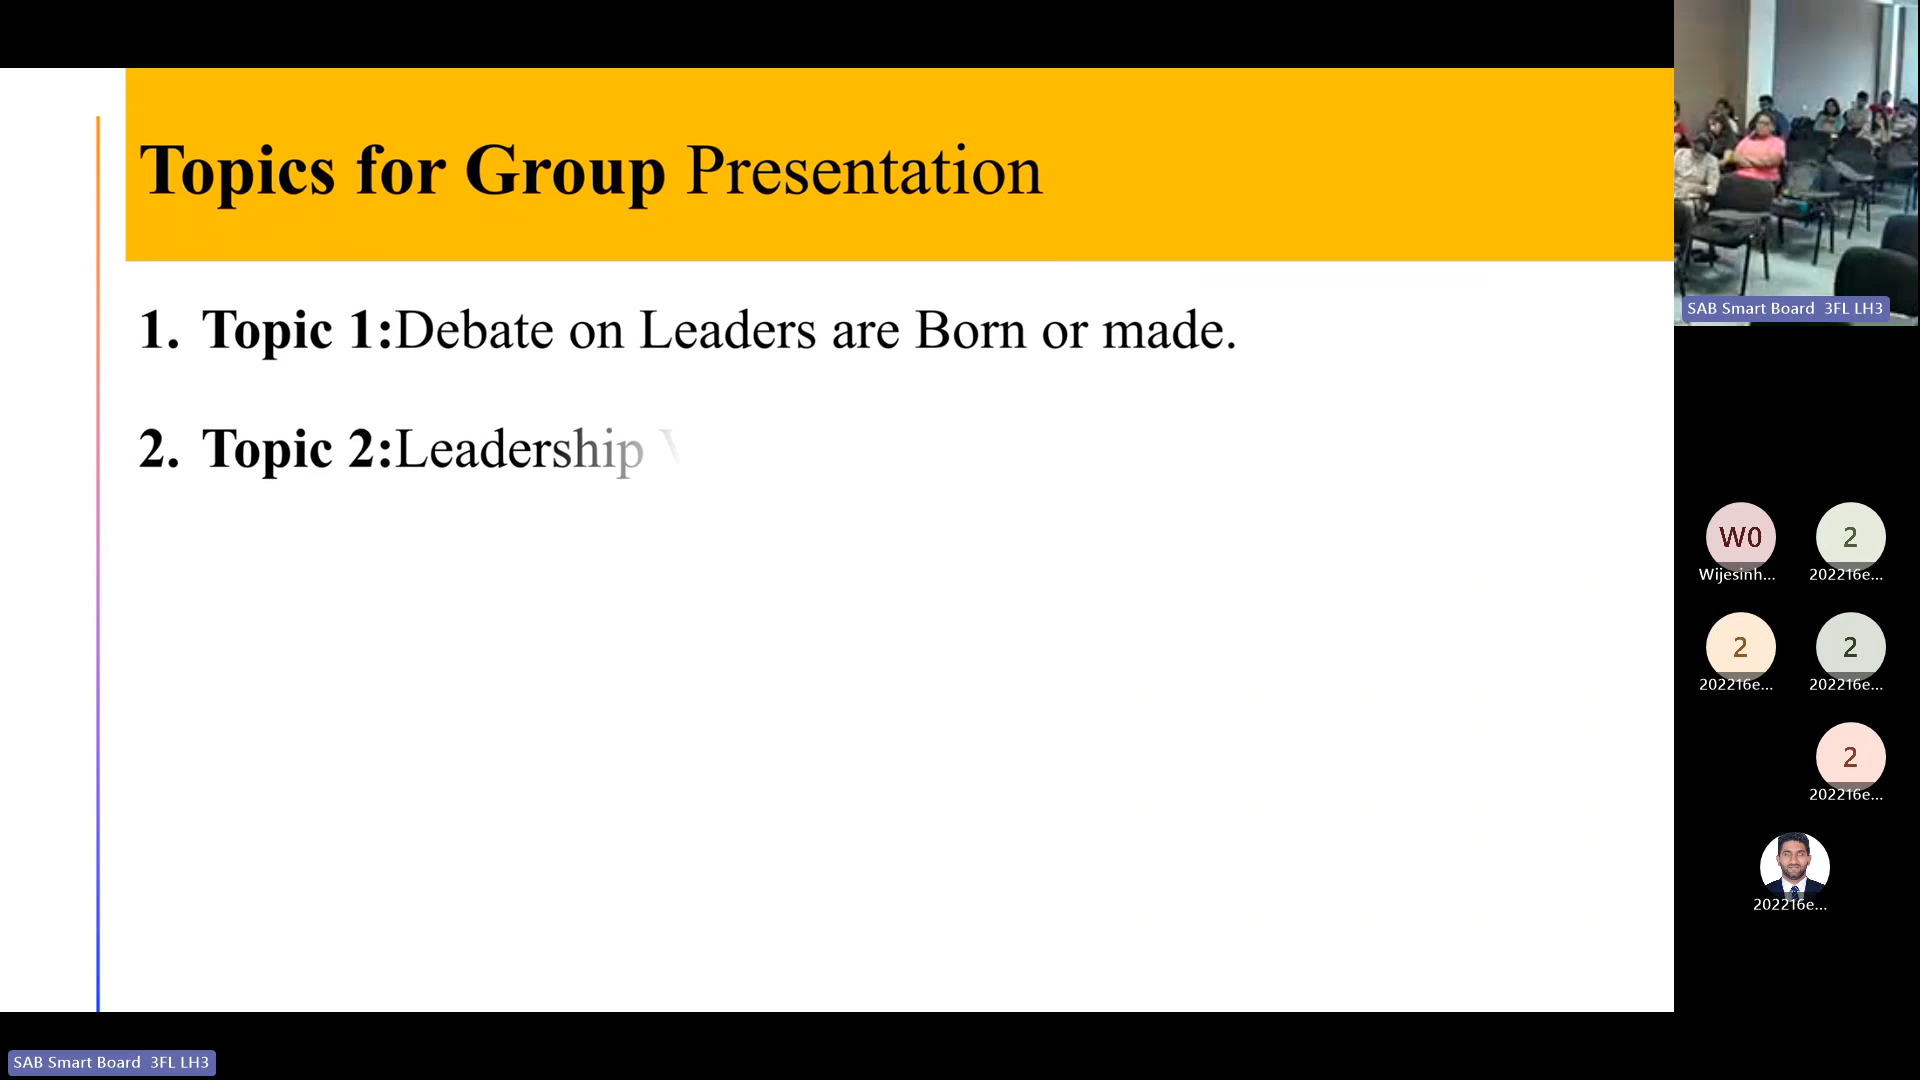 Topics for Group Presentation
1. Topic 1:Debate on Leaders are Born or made.
2. Topic 2:Leadership
SAB Smart Board 3FL LH3
W0
Wijesinh...
2
202216e...
2
202216e...
2
202216e...
2
202216e...
202216e...
SAB Smart Board 3FL LH3